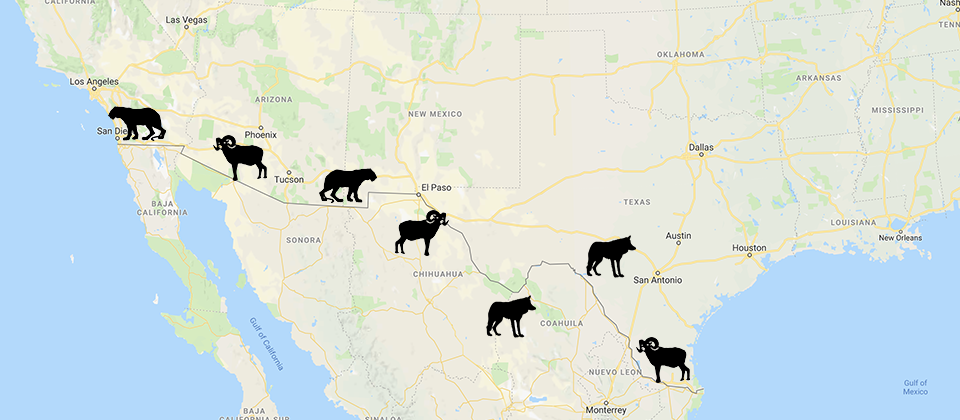 CALIFORNIA
Las Vegas
Nash
TENN
OKLAHOMA
Los Angeles
ARKANSAS
ARIZONA
NEW MEXICO
MISSISSIPPI
San Die
Phoenix
Dallas
Tucson
El Paso
BAJA
CALIFORNIA
TEXAS
LOUISIANA
SONORA
Austin
New Orleans
Houston
CHIHUAHUA
San Antonio
COAHUILA
Gulf of California
NUEVO LEON
Gulf of
Mexico
Monterrey
BAJA
CALIFORNIA SUR
SINALOA